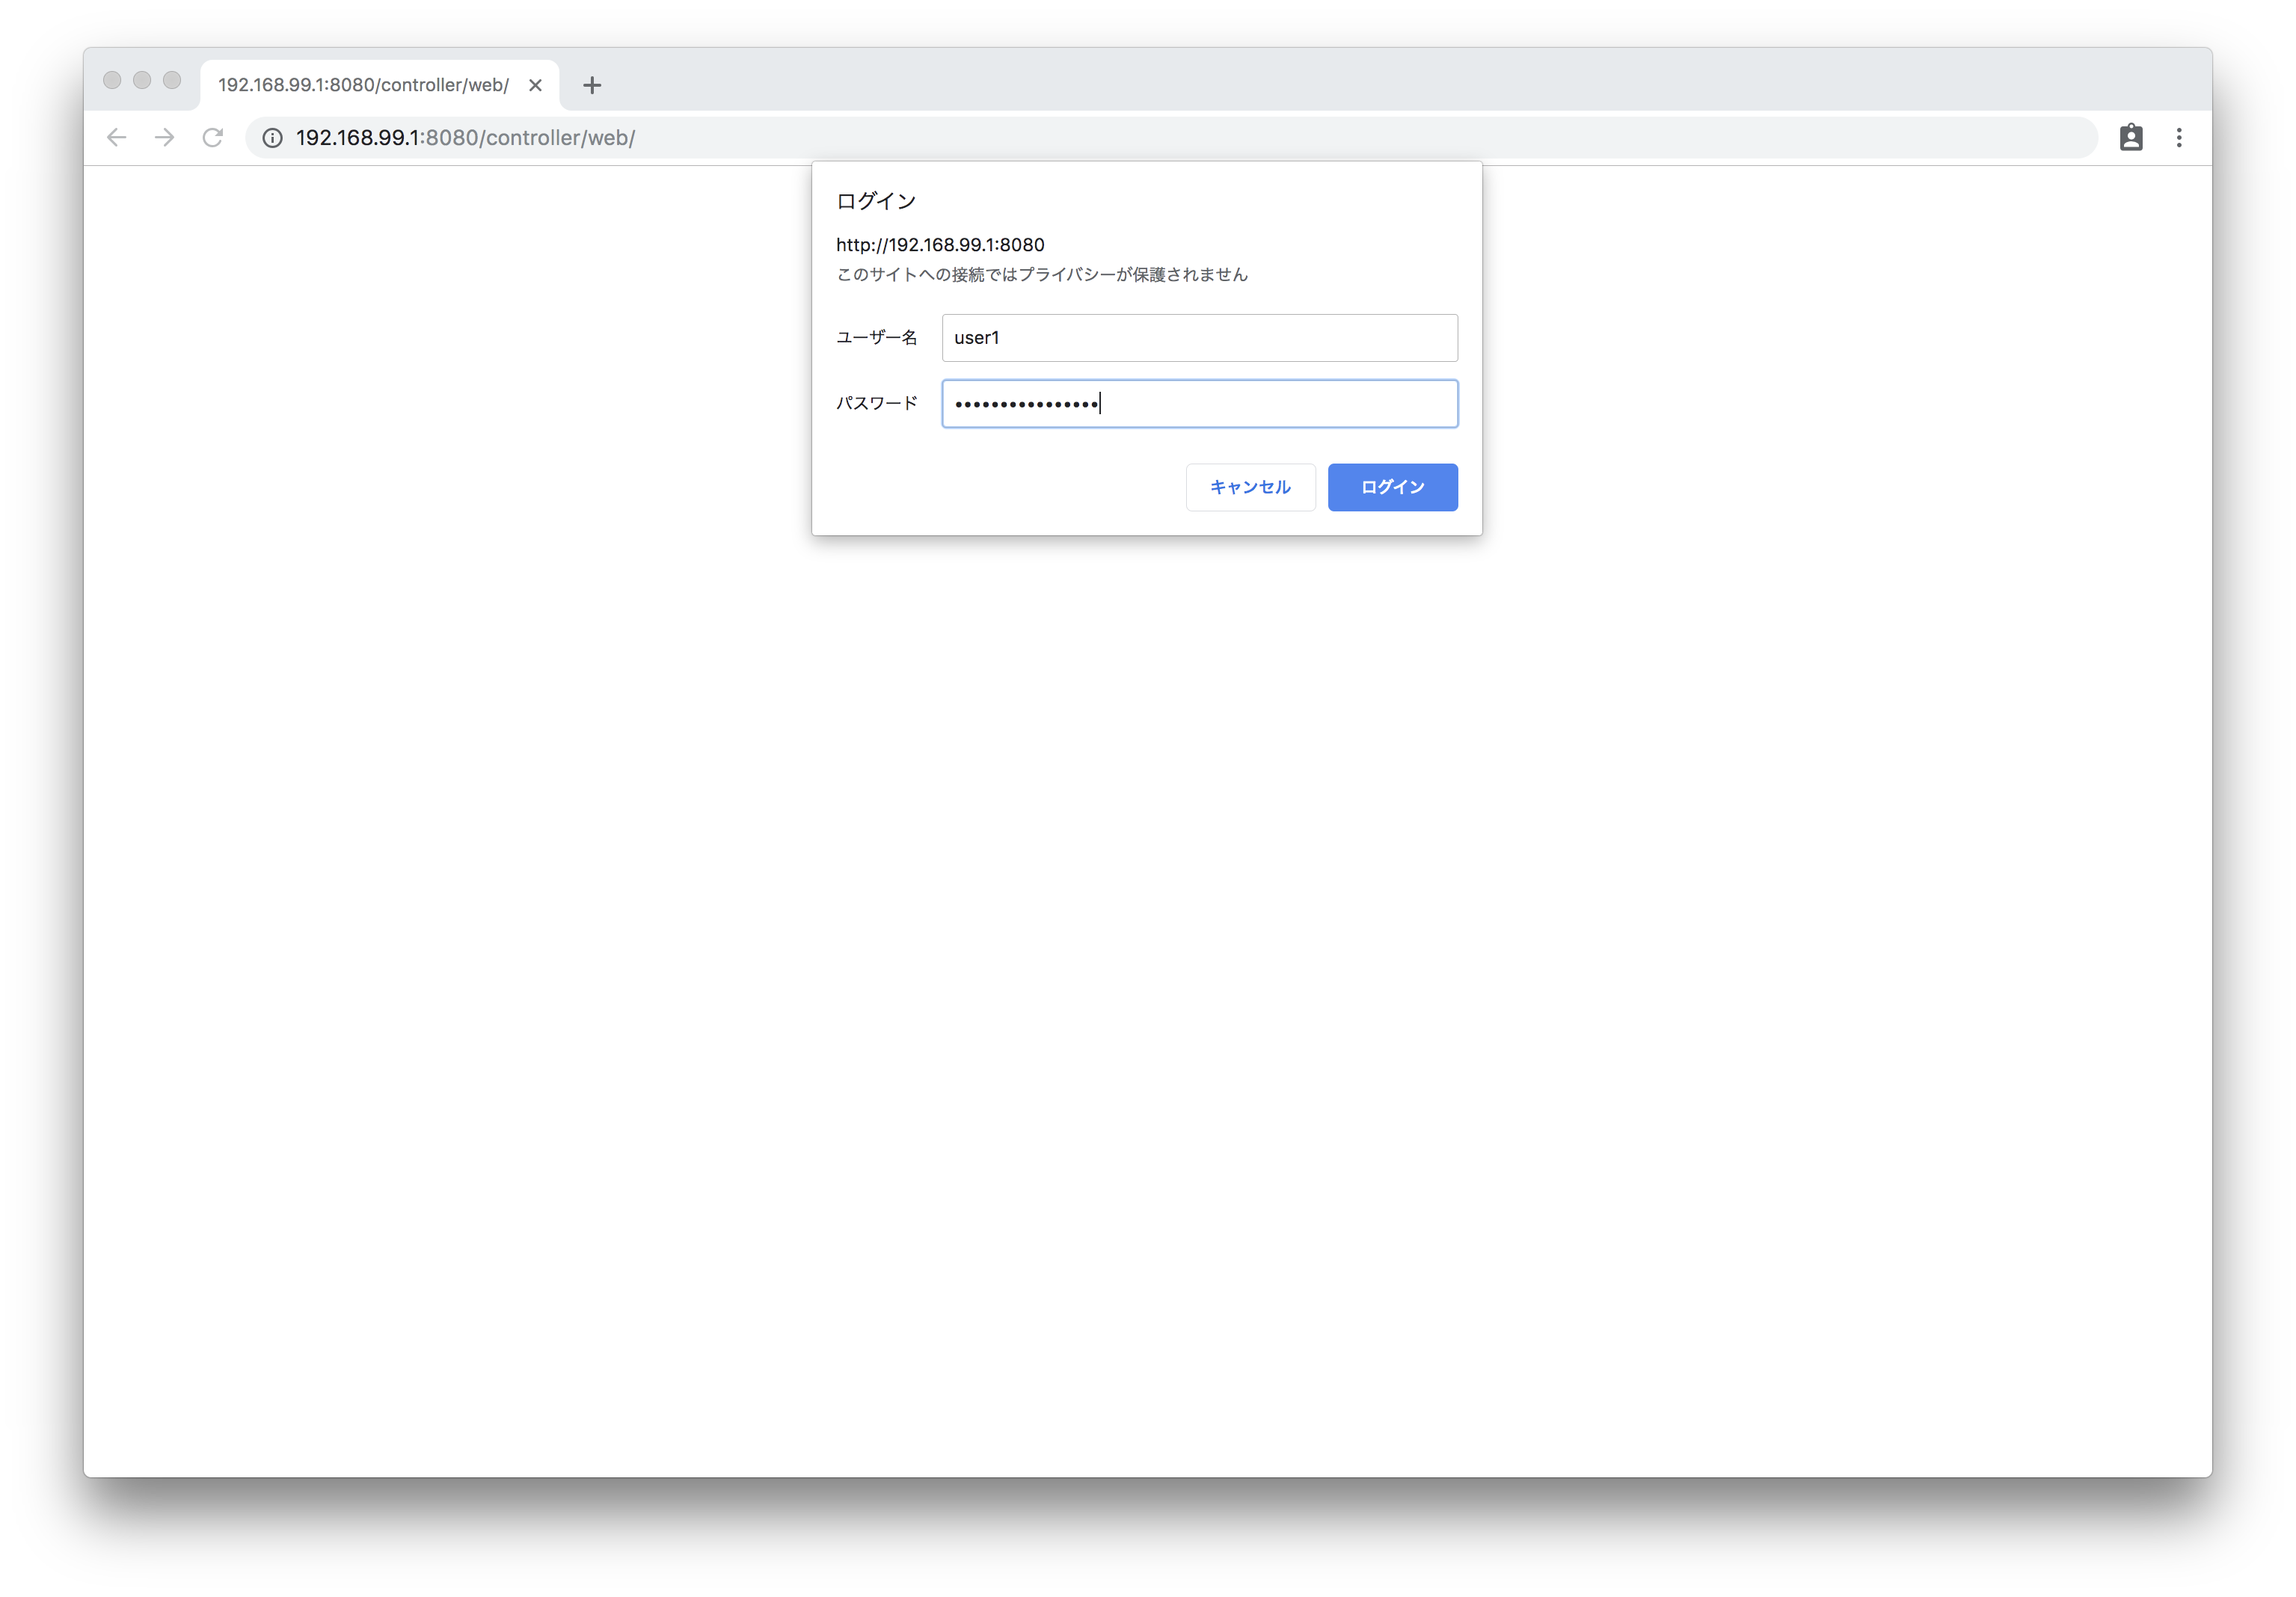 192.168.99.1:8080/controller/web/
192.168.99.1:8080/controller/web/
ログイン
http://192.168.99.1:8080
このサイトへの接続ではプライバシーが保護されません
ユーザー名 user1
パスワード ••••••••••••••••
キャンセル ログイン